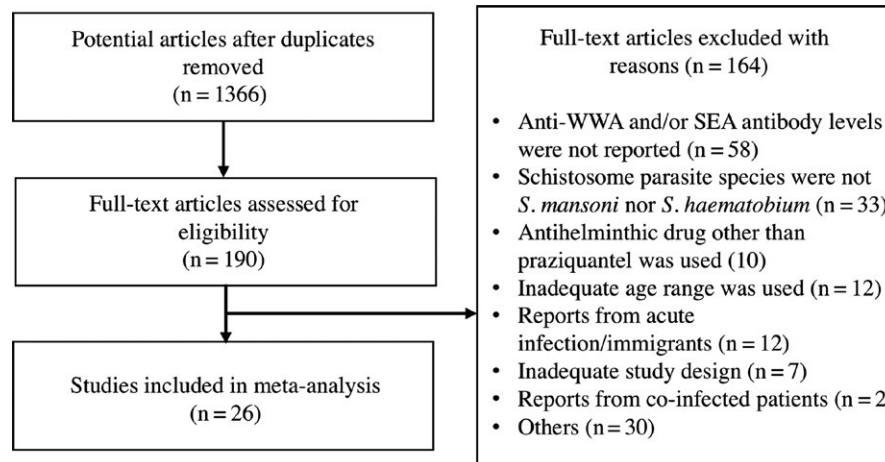 Potential articles after duplicates
removed
(n = 1366)
Full-text articles assessed for
eligibility
(n = 190)
Studies included in meta-analysis
(n = 26)
Full-text articles excluded with
reasons (n = 164)
• Anti-WWA and/or SEA antibody levels
were not reported (n = 58)
• Schistosome parasite species were not
S. mansoni nor S. haematobium (n = 33)
• Antihelminthic drug other than
praziquantel was used (10)
• Inadequate age range was used (n = 12)
• Reports from acute
infection/immigrants (n = 12)
• Inadequate study design (n = 7)
• Reports from co-infected patients (n = 2
• Others (n = 30)